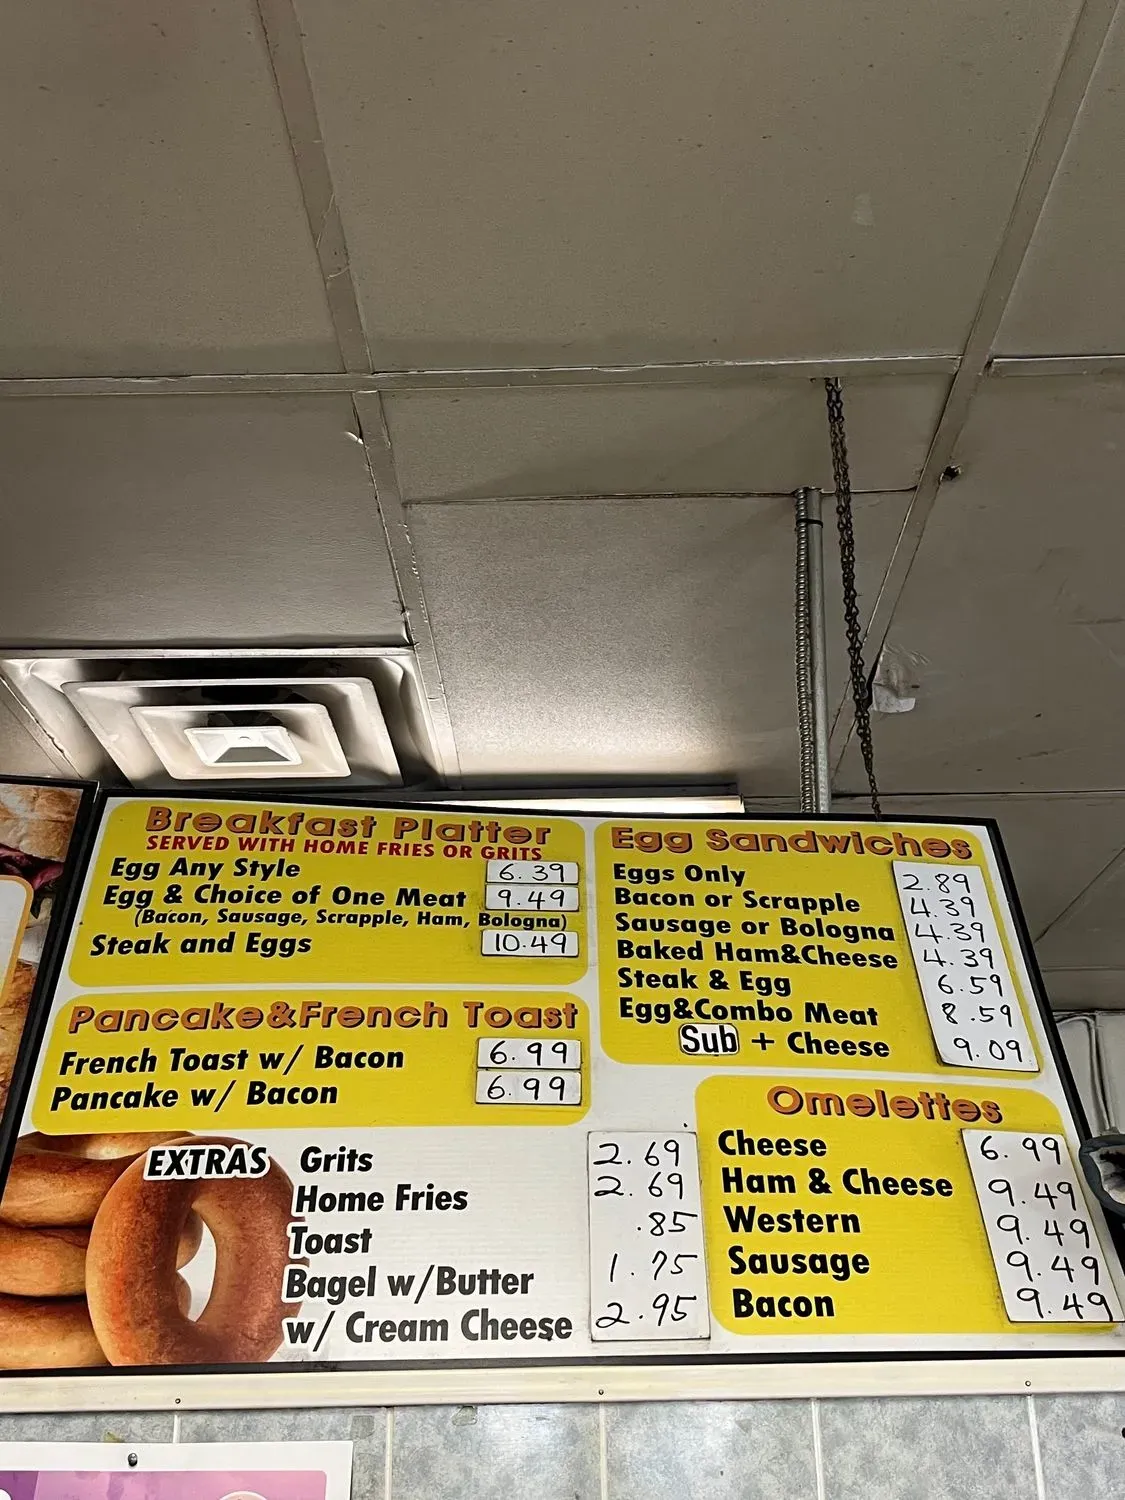 Breakfast Platter
SERVED WITH HOME FRIES OR GRITS
Egg Any Style 6.39
Egg & Choice of One Meat 9.49
(Bacon, Sausage, Scrapple, Ham, Bologna)
Steak and Eggs 10.49
Pancake&French Toast
French Toast w/ Bacon 6.99
Pancake w/ Bacon 6.99
EXTRAS Grits 2.69
Home Fries 2.69
Toast .85
Bagel w/Butter 1.75
w/ Cream Cheese 2.95
Egg Sandwiches
Eggs Only 2.89
Bacon or Scrapple 4.39
Sausage or Bologna 4.39
Baked Ham&Cheese 4.39
Steak & Egg 6.59
Egg&Combo Meat 8.59
Sub + Cheese 9.09
Omelettes
Cheese 6.99
Ham & Cheese 9.49
Western 9.49
Sausage 9.49
Bacon 9.49